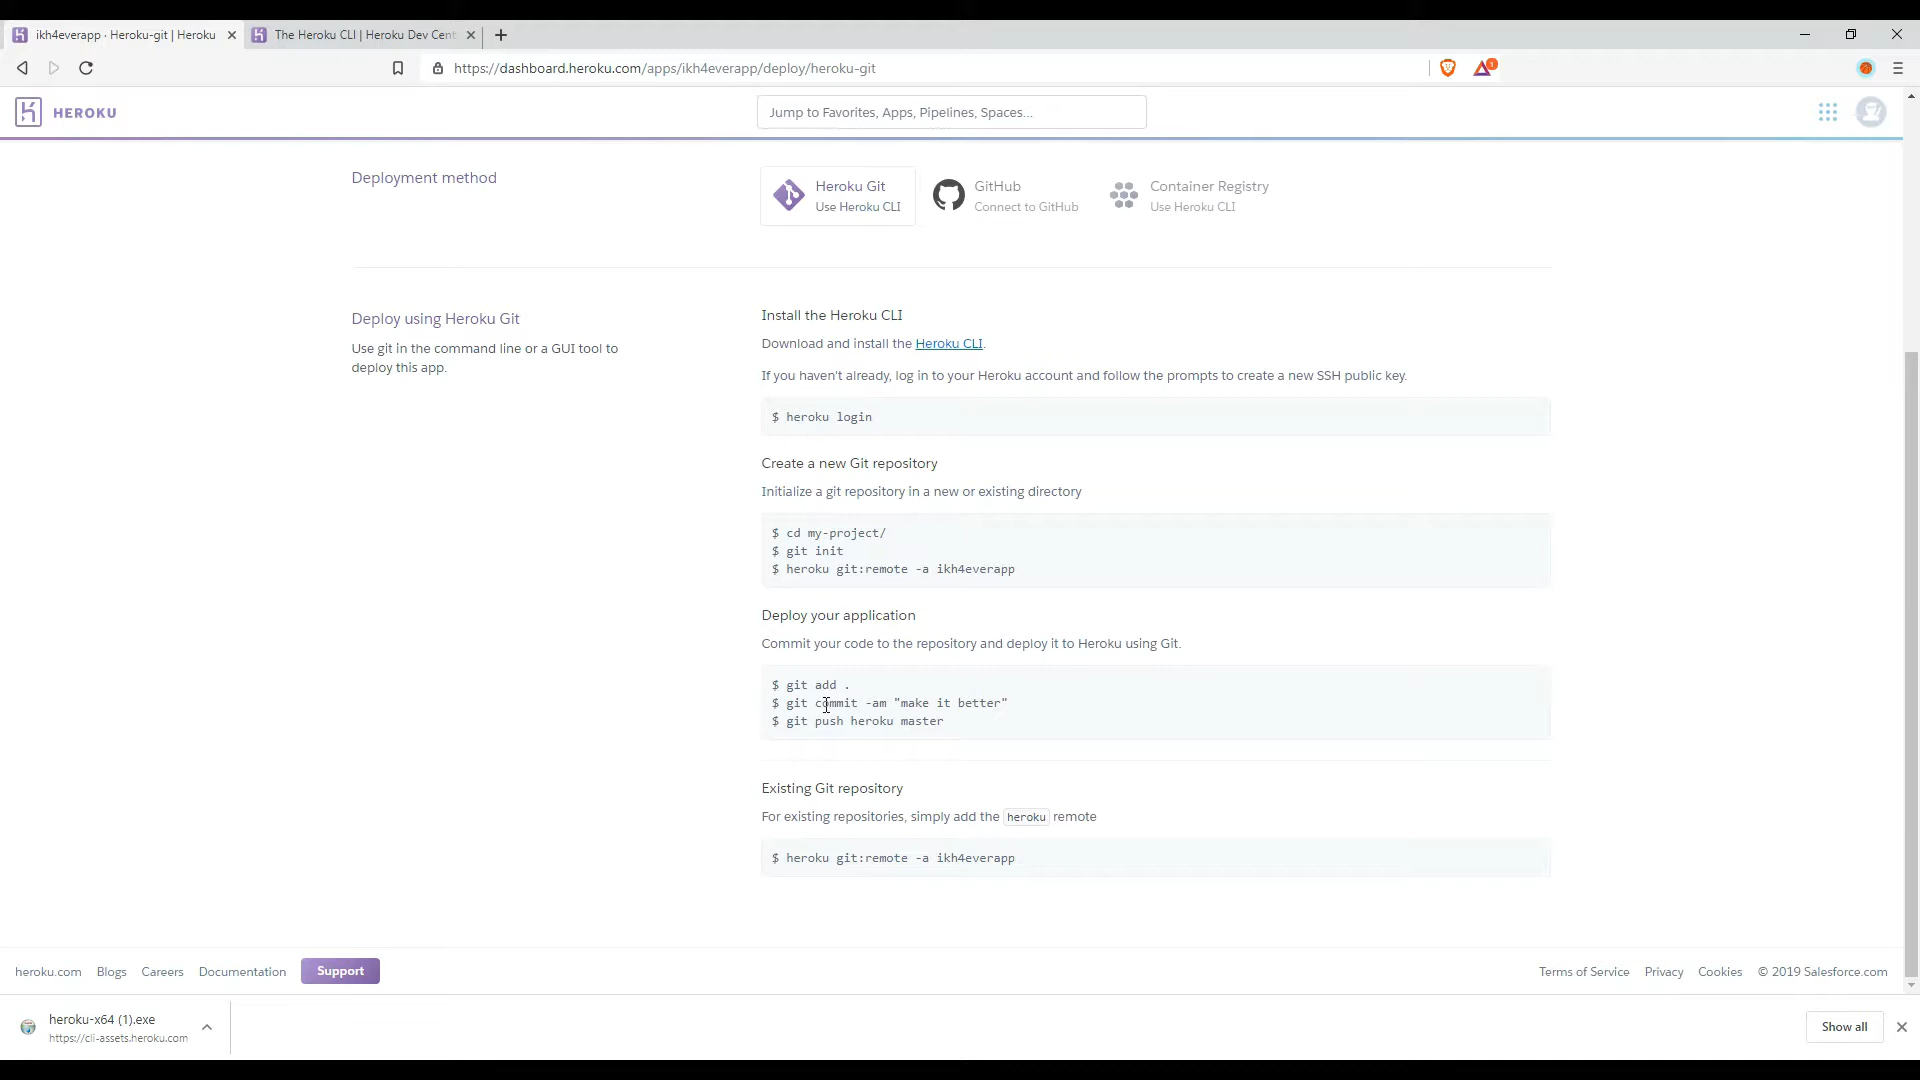 ikh4everapp · Heroku-git | Heroku
The Heroku CLI | Heroku Dev Cent
https://dashboard.heroku.com/apps/ikh4everapp/deploy/heroku-git
1
HEROKU
Jump to Favorites, Apps, Pipelines, Spaces...
Deployment method
Heroku Git
Use Heroku CLI
GitHub
Connect to GitHub
Container Registry
Use Heroku CLI
Deploy using Heroku Git
Use git in the command line or a GUI tool to
deploy this app.
Install the Heroku CLI
Download and install the Heroku CLI.
If you haven't already, log in to your Heroku account and follow the prompts to create a new SSH public key.
$ heroku login
Create a new Git repository
Initialize a git repository in a new or existing directory
$ cd my-project/
$ git init
$ heroku git:remote -a ikh4everapp
Deploy your application
Commit your code to the repository and deploy it to Heroku using Git.
$ git add .
$ git commit -am "make it better"
$ git push heroku master
Existing Git repository
For existing repositories, simply add the heroku remote
$ heroku git:remote -a ikh4everapp
heroku.com Blogs Careers Documentation Support
Terms of Service Privacy Cookies © 2019 Salesforce.com
heroku-x64 (1).exe
https://cli-assets.heroku.com
Show all